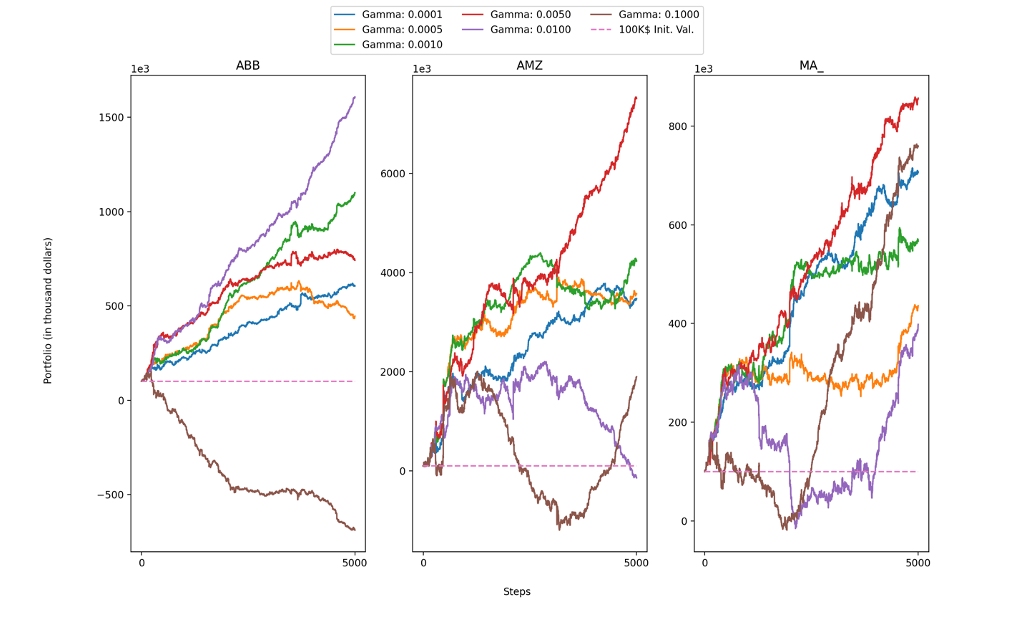 Gamma: 0.0001 Gamma: 0.0050 Gamma: 0.1000
Gamma: 0.0005 Gamma: 0.0100 100K$ Init. Val.
Gamma: 0.0010
ABB
1e3
1500
1000
500
0
−500
0 5000
AMZ
1e3
6000
4000
2000
0
0 5000
MA_
1e3
800
600
400
200
0
0 5000
Portfolio (in thousand dollars)
Steps